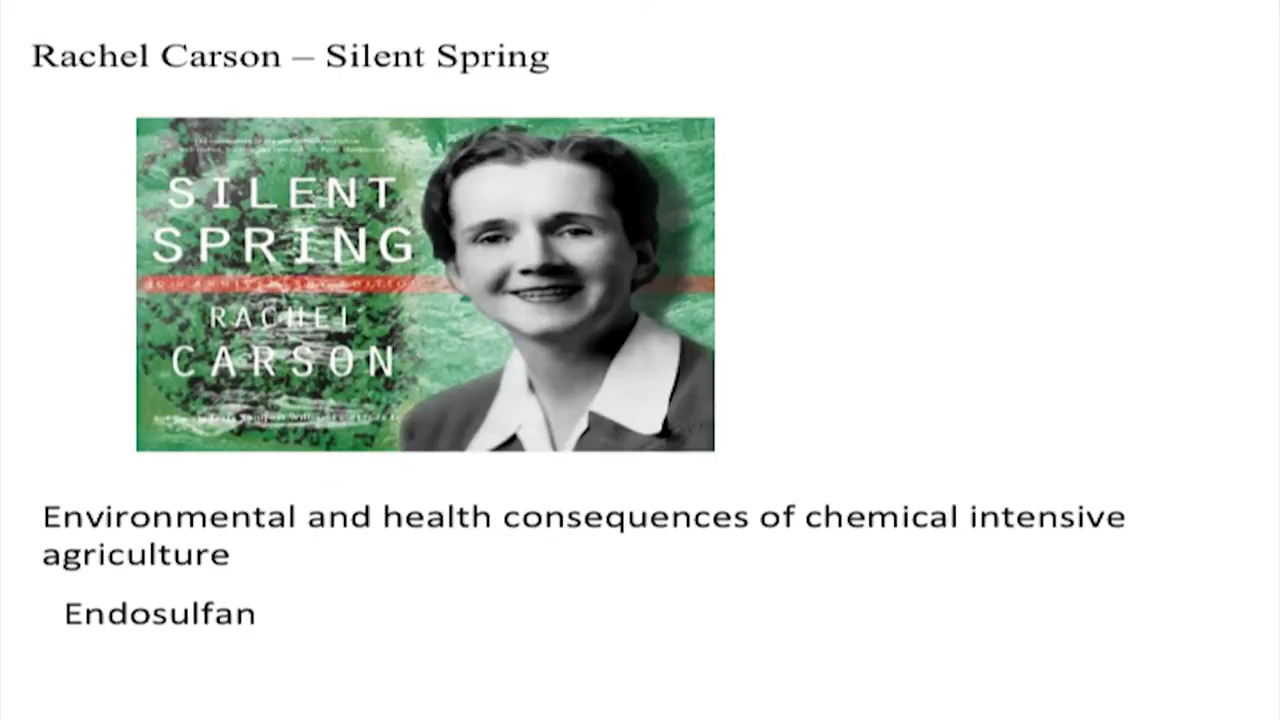 Rachel Carson – Silent Spring
SILENT
SPRING
RACHEL
CARSON
Environmental and health consequences of chemical intensive
agriculture
Endosulfan